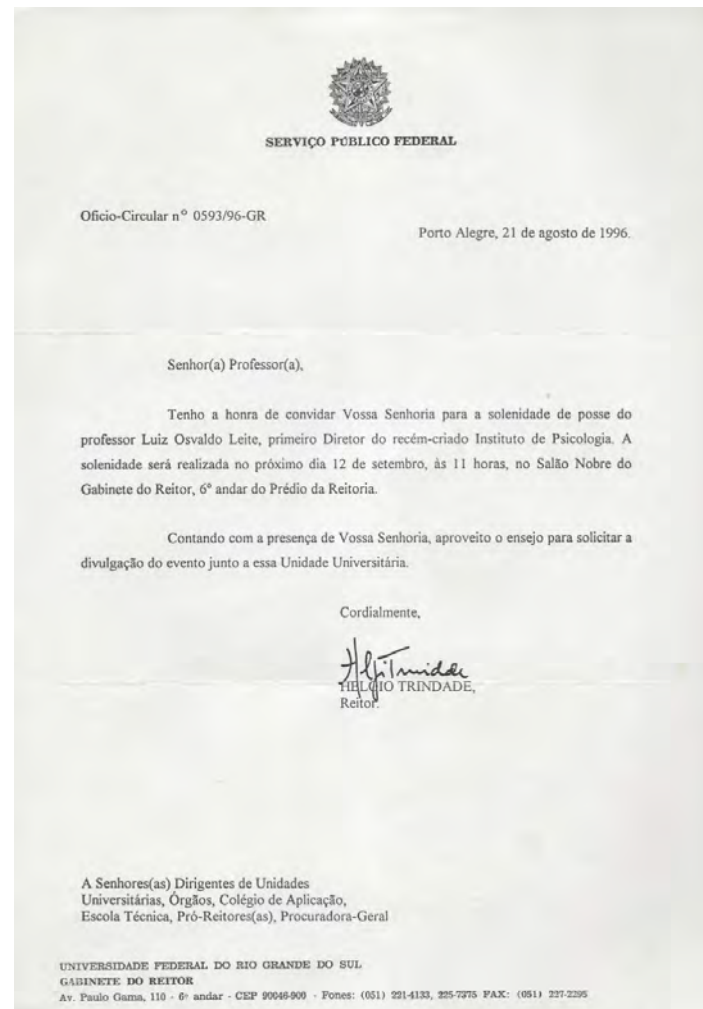 SERVIÇO PÚBLICO FEDERAL
Oficio-Circular nº 0593/96-GR
Porto Alegre, 21 de agosto de 1996.
Senhor(a) Professor(a),
Tenho a honra de convidar Vossa Senhoria para a solenidade de posse do
professor Luiz Osvaldo Leite, primeiro Diretor do recém-criado Instituto de Psicologia. A
solenidade será realizada no próximo dia 12 de setembro, às 11 horas, no Salão Nobre do
Gabinete do Reitor, 6º andar do Prédio da Reitoria.
Contando com a presença de Vossa Senhoria, aproveito o ensejo para solicitar a
divulgação do evento junto a essa Unidade Universitária.
Cordialmente,
HELGIO TRINDADE,
Reitor.
A Senhores(as) Dirigentes de Unidades
Universitárias, Órgãos, Colégio de Aplicação,
Escola Técnica, Pró-Reitores(as), Procuradora-Geral
UNIVERSIDADE FEDERAL DO RIO GRANDE DO SUL
GABINETE DO REITOR
Av. Paulo Gama, 110 - 6º andar - CEP 90046-900 - Fones: (051) 221-4133, 225-7375 FAX: (051) 227-2295